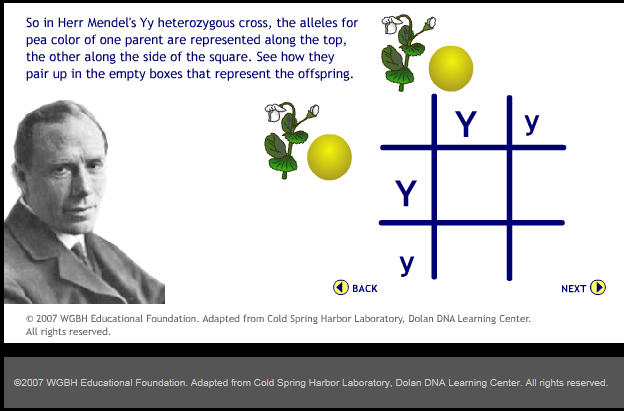 So in Herr Mendel's Yy heterozygous cross, the alleles for
pea color of one parent are represented along the top,
the other along the side of the square. See how they
pair up in the empty boxes that represent the offspring.
Y y
Y
y
BACK
NEXT
© 2007 WGBH Educational Foundation. Adapted from Cold Spring Harbor Laboratory, Dolan DNA Learning Center.
All rights reserved.
©2007 WGBH Educational Foundation. Adapted from Cold Spring Harbor Laboratory, Dolan DNA Learning Center. All rights reserved.